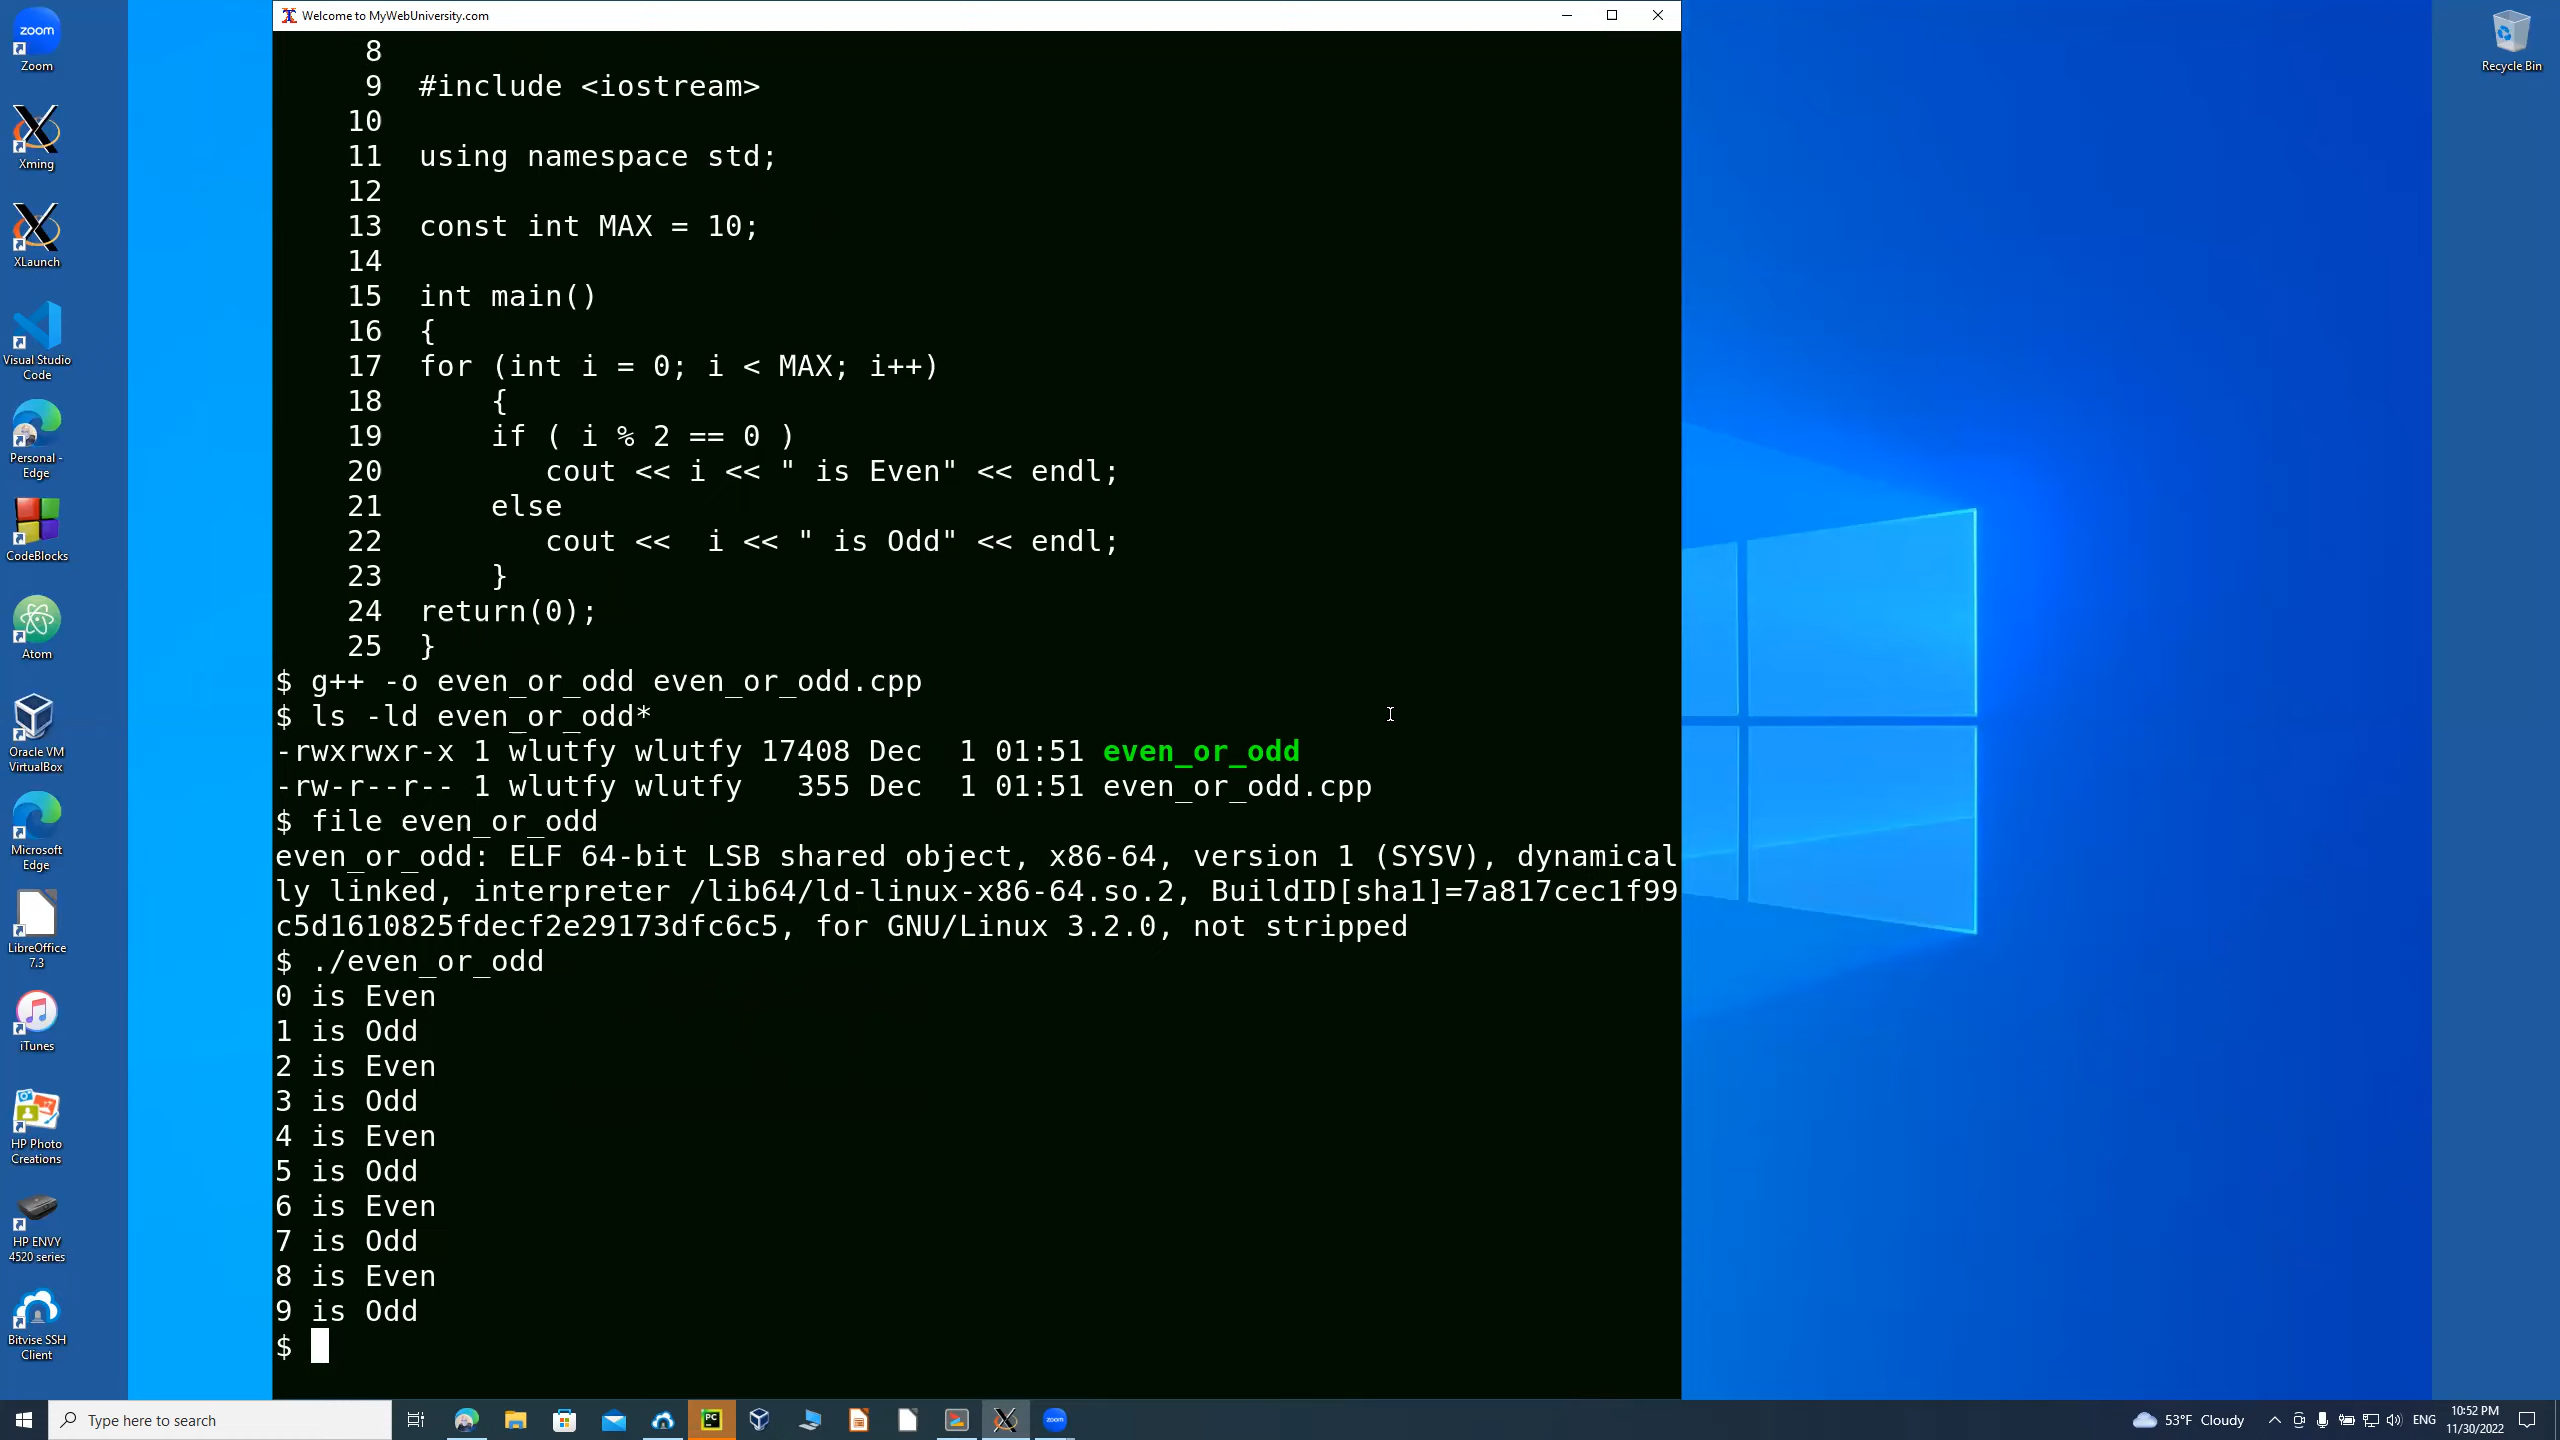 Welcome to MyWebUniversity.com
8
9  #include <iostream>
10
11  using namespace std;
12
13  const int MAX = 10;
14
15  int main()
16  {
17  for (int i = 0; i < MAX; i++)
18      {
19      if ( i % 2 == 0 )
20         cout << i << " is Even" << endl;
21      else
22         cout <<  i << " is Odd" << endl;
23      }
24  return(0);
25  }
$ g++ -o even_or_odd even_or_odd.cpp
$ ls -ld even_or_odd*
-rwxrwxr-x 1 wlutfy wlutfy 17408 Dec  1 01:51 even_or_odd
-rw-r--r-- 1 wlutfy wlutfy   355 Dec  1 01:51 even_or_odd.cpp
$ file even_or_odd
even_or_odd: ELF 64-bit LSB shared object, x86-64, version 1 (SYSV), dynamical
ly linked, interpreter /lib64/ld-linux-x86-64.so.2, BuildID[sha1]=7a817cec1f99
c5d1610825fdecf2e29173dfc6c5, for GNU/Linux 3.2.0, not stripped
$ ./even_or_odd
0 is Even
1 is Odd
2 is Even
3 is Odd
4 is Even
5 is Odd
6 is Even
7 is Odd
8 is Even
9 is Odd
$
zoom
Zoom
Xming
XLaunch
Visual Studio
Code
Personal -
Edge
CodeBlocks
Atom
Oracle VM
VirtualBox
Microsoft
Edge
LibreOffice
7.3
iTunes
HP Photo
Creations
HP ENVY
4520 series
Bitvise SSH
Client
Recycle Bin
Type here to search
PC
zoom
53°F Cloudy
ENG
10:52 PM
11/30/2022